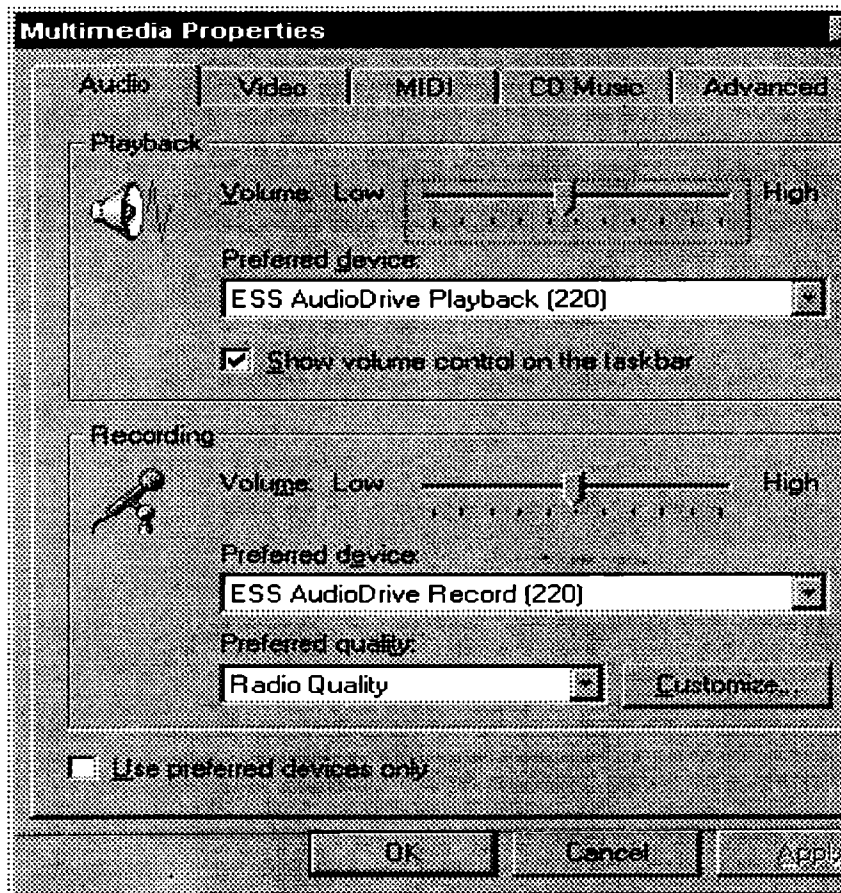 Multimedia Properties
Audio Video MIDI CD Music Advanced
Playback
Volume: Low High
Preferred device:
ESS AudioDrive Playback (220)
Show volume control on the taskbar
Recording
Volume: Low High
Preferred device:
ESS AudioDrive Record (220)
Preferred quality:
Radio Quality Customize...
Use preferred devices only
OK Cancel Apply